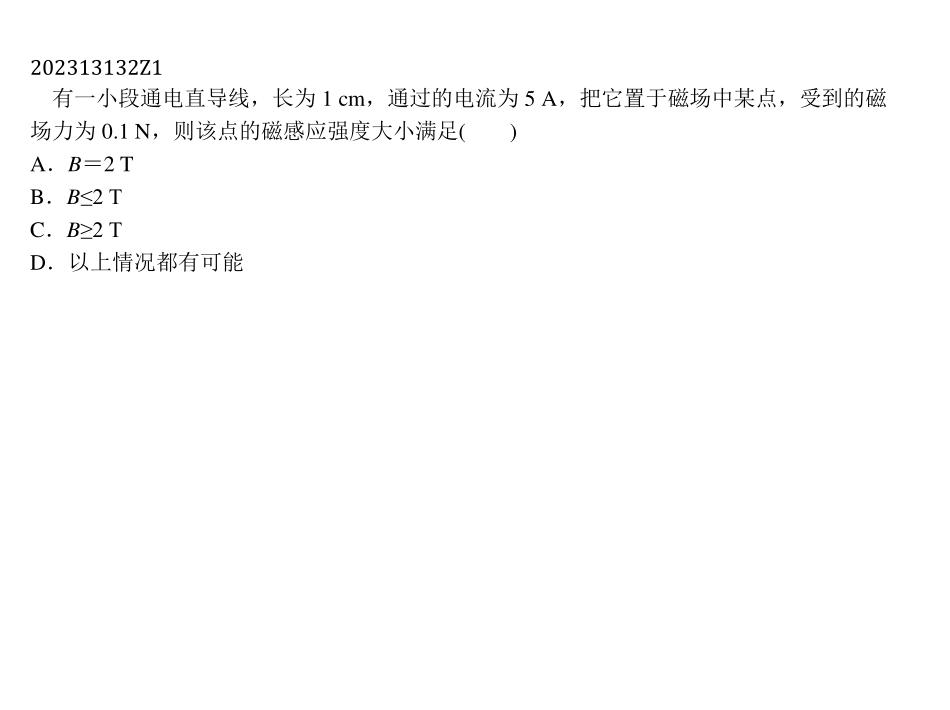 202313132Z1
有一小段通电直导线，长为 1 cm，通过的电流为 5 A，把它置于磁场中某点，受到的磁
场力为 0.1 N，则该点的磁感应强度大小满足(　　)
A．B＝2 T
B．B≤2 T
C．B≥2 T
D．以上情况都有可能